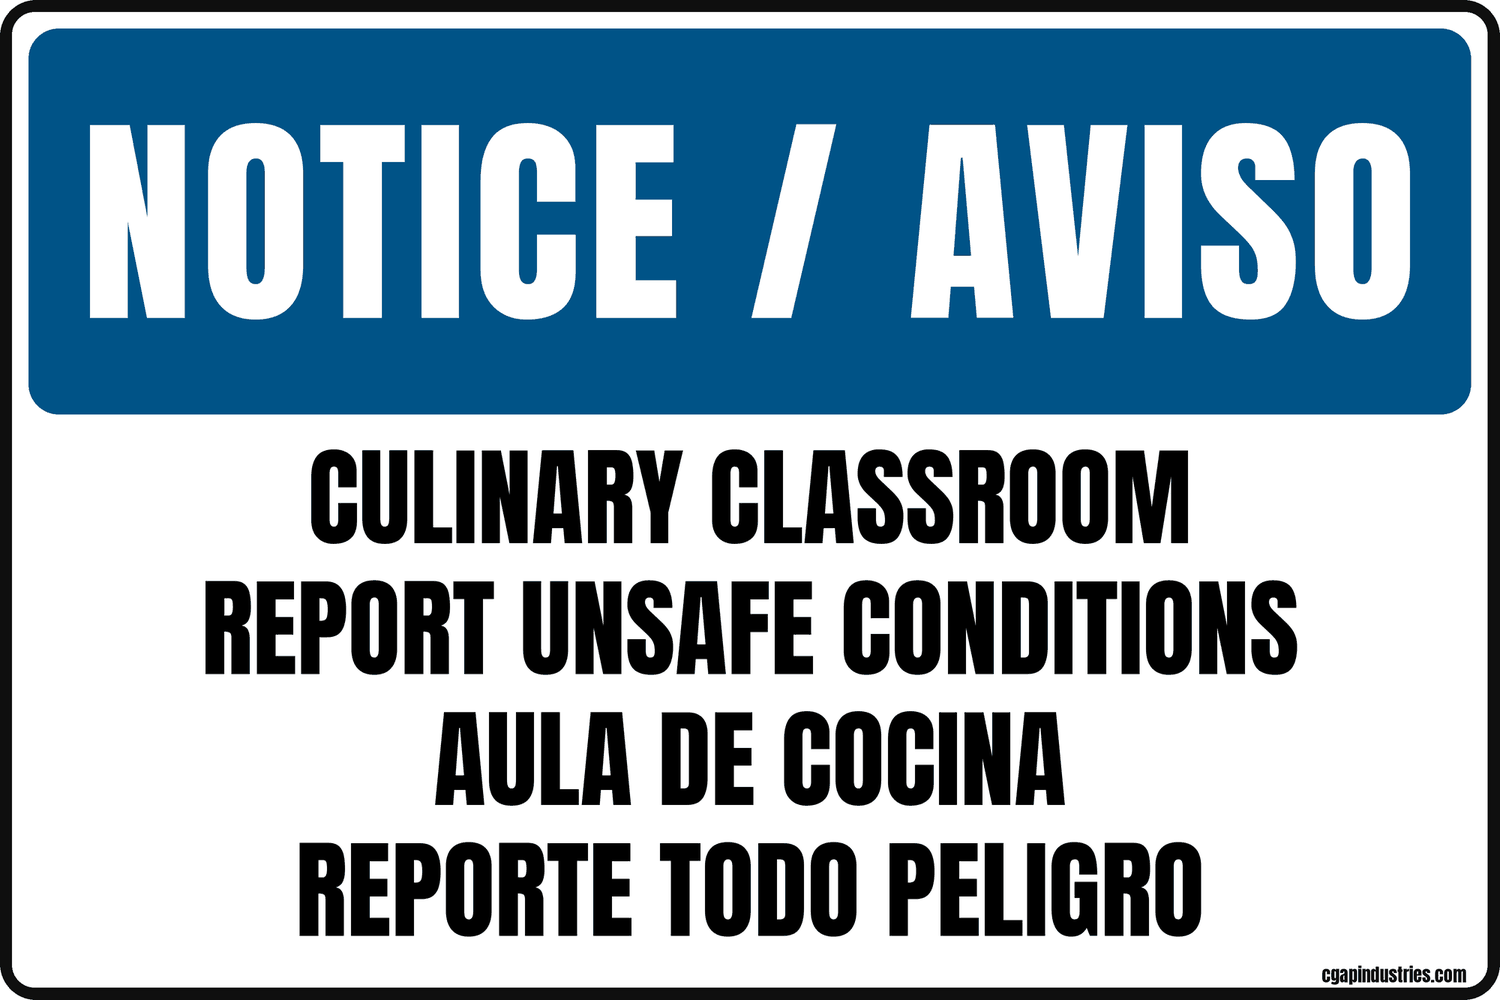 NOTICE / AVISO
CULINARY CLASSROOM
REPORT UNSAFE CONDITIONS
AULA DE COCINA
REPORTE TODO PELIGRO
cgapindustries.com